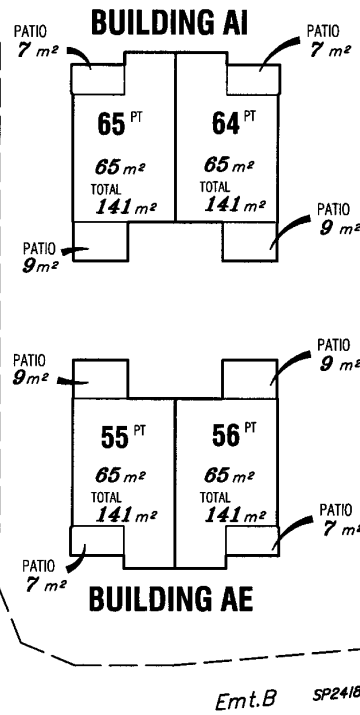 BUILDING AI
PATIO
7 m²
PATIO
7 m²
65 PT
65 m²
TOTAL
141 m²
64 PT
65 m²
TOTAL
141 m²
PATIO
9 m²
PATIO
9 m²
PATIO
9 m²
PATIO
9 m²
55 PT
65 m²
TOTAL
141 m²
56 PT
65 m²
TOTAL
141 m²
PATIO
7 m²
PATIO
7 m²
BUILDING AE
Emt.B SP2418